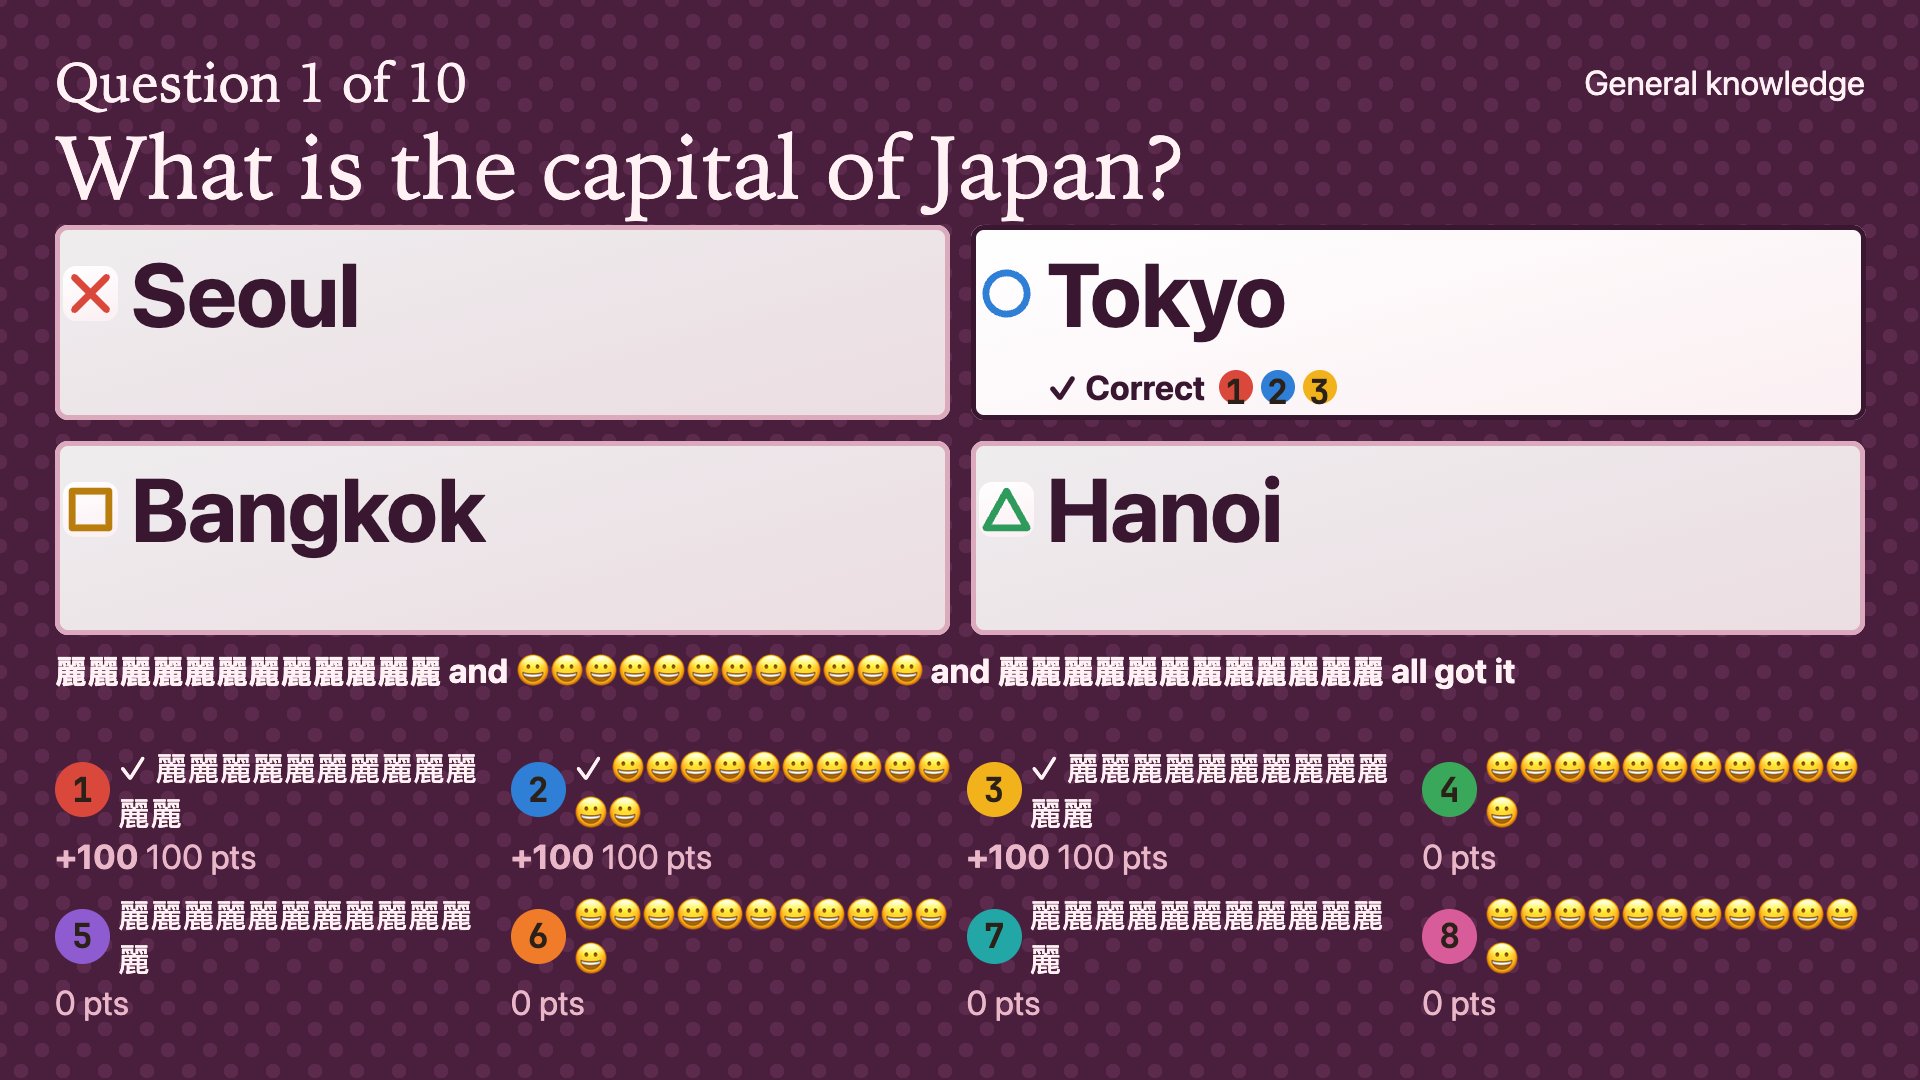 Question 1 of 10
General knowledge
What is the capital of Japan?
Seoul
Tokyo
✓ Correct 1 2 3
Bangkok
Hanoi
麗麗麗麗麗麗麗麗麗麗麗麗 and 😀😀😀😀😀😀😀😀😀😀😀😀 and 麗麗麗麗麗麗麗麗麗麗麗麗 all got it
1 ✓ 麗麗麗麗麗麗麗麗麗麗
麗麗
+100 100 pts
2 ✓ 😀😀😀😀😀😀😀😀😀😀
😀😀
+100 100 pts
3 ✓ 麗麗麗麗麗麗麗麗麗麗
麗麗
+100 100 pts
4 😀😀😀😀😀😀😀😀😀😀😀
😀
0 pts
5 麗麗麗麗麗麗麗麗麗麗麗
麗
0 pts
6 😀😀😀😀😀😀😀😀😀😀😀
😀
0 pts
7 麗麗麗麗麗麗麗麗麗麗麗
麗
0 pts
8 😀😀😀😀😀😀😀😀😀😀😀
😀
0 pts